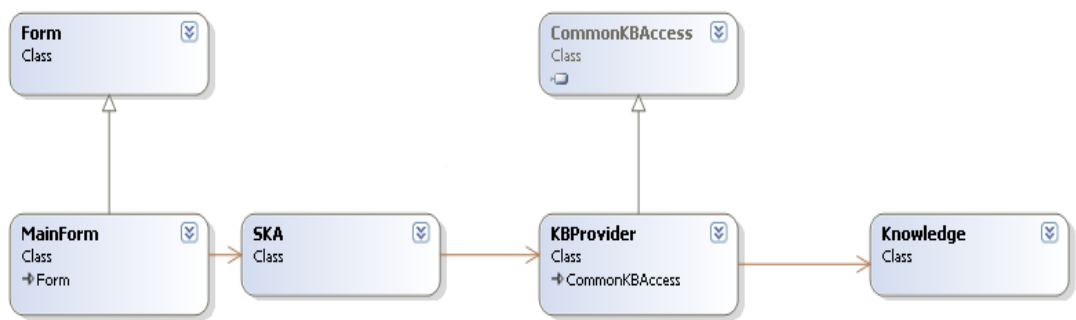 Form
Class
CommonKBAccess
Class
MainForm
Class
Form
SKA
Class
KBProvider
Class
CommonKBAccess
Knowledge
Class